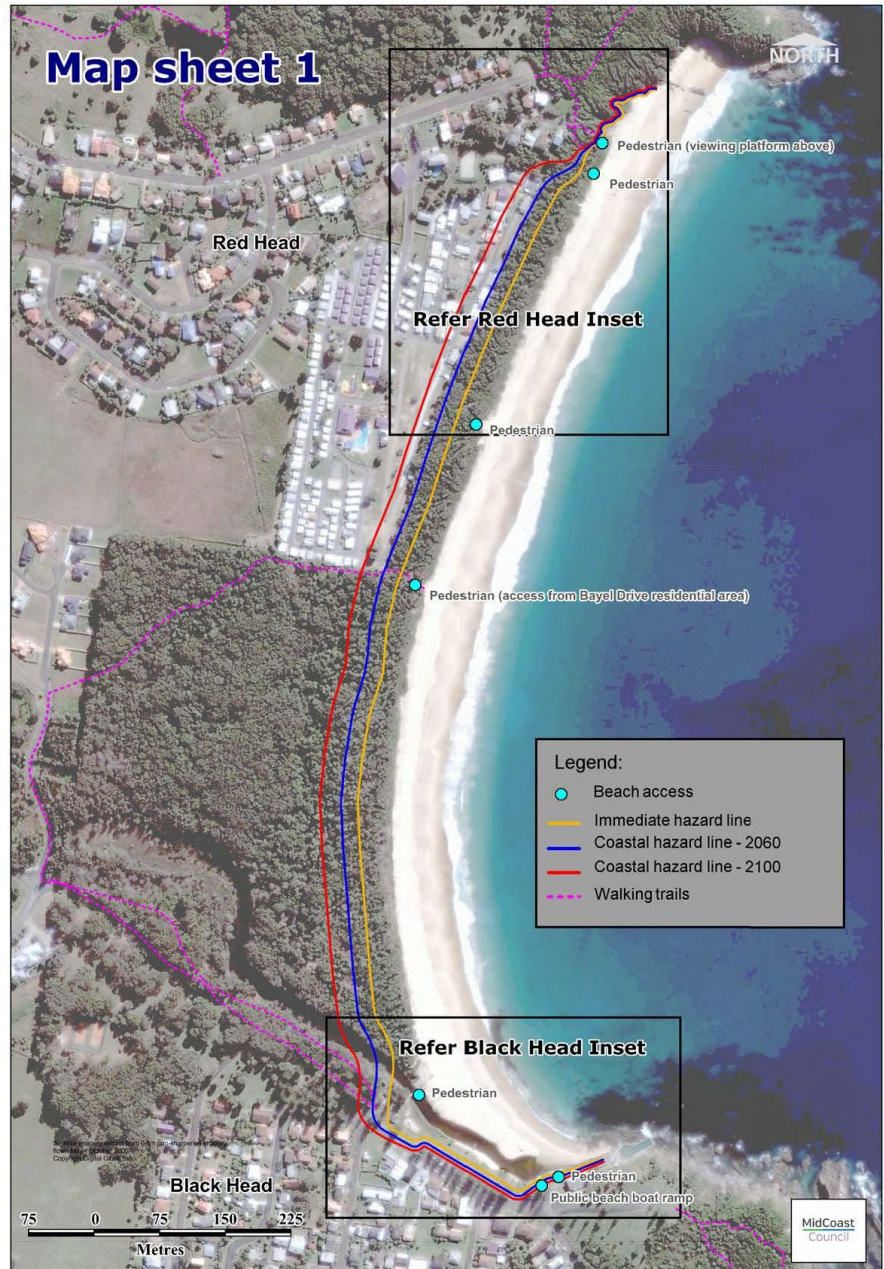 Map sheet 1
NORTH
Pedestrian (viewing platform above)
Pedestrian
Red Head
Refer Red Head Inset
Pedestrian
Pedestrian (access from Bayel Drive residential area)
Legend:
Beach access
Immediate hazard line
Coastal hazard line - 2060
Coastal hazard line - 2100
Walking trails
Refer Black Head Inset
Pedestrian
Black Head
Pedestrian
Public beach boat ramp
75 0 75 150 225
Metres
MidCoast
Council